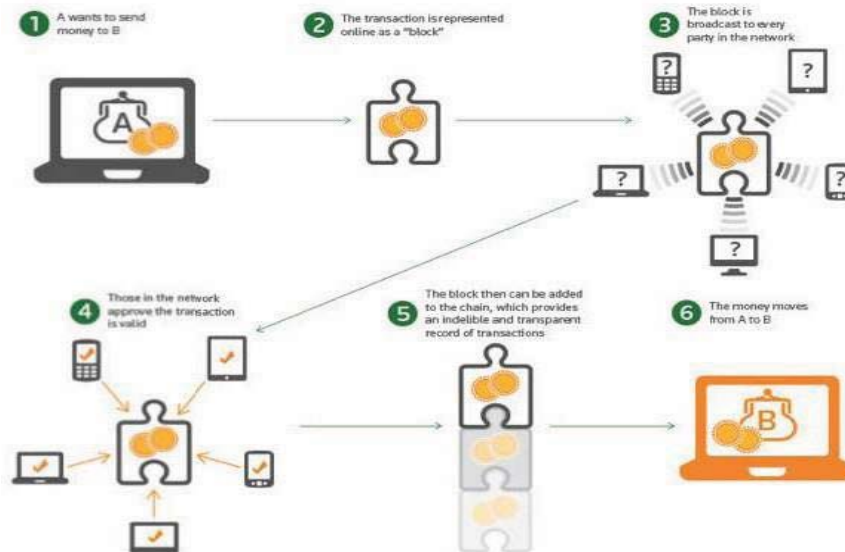 1 A wants to send
money to B
2 The transaction is represented
online as a "block"
3 The block is
broadcast to every
party in the network
A
? ?
? ?
?
4 Those in the network
approve the transaction
is valid
5 The block then can be added
to the chain, which provides
an indelible and transparent
record of transactions
6 The money moves
from A to B
B